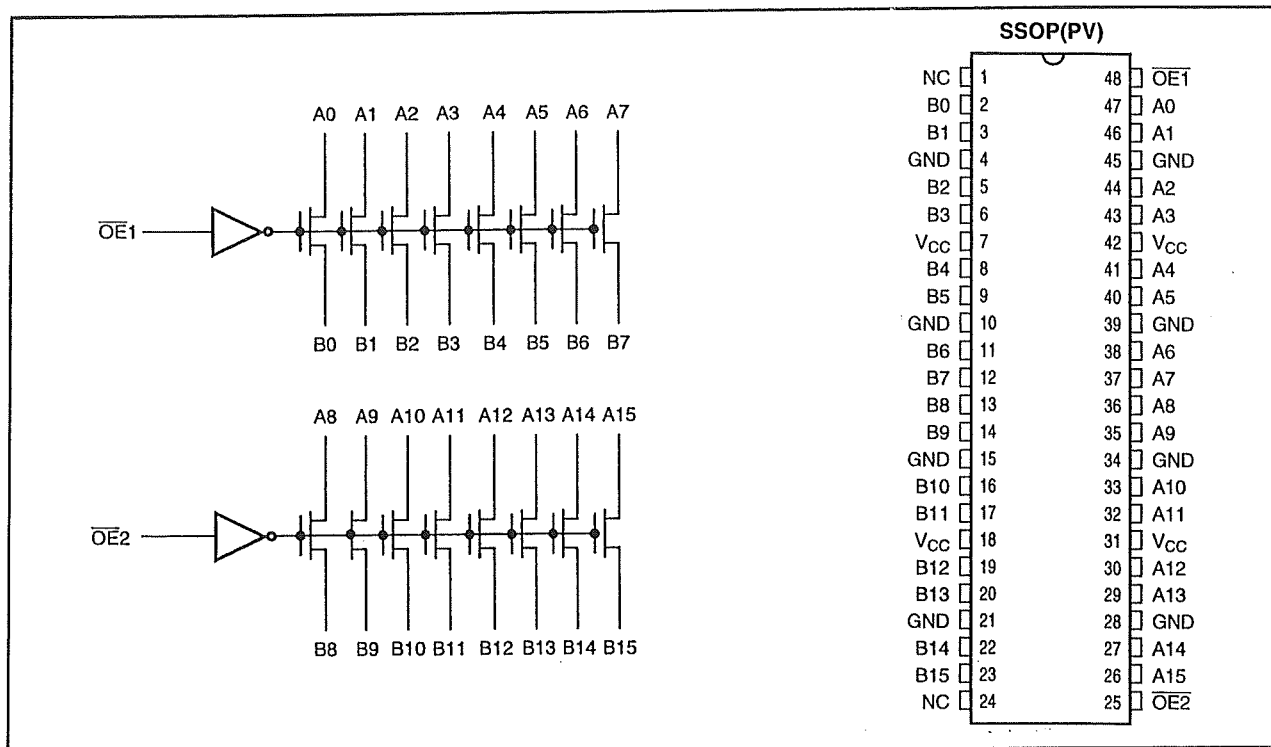 SSOP(PV)
A0 A1 A2 A3 A4 A5 A6 A7
O̅E̅1
B0 B1 B2 B3 B4 B5 B6 B7
A8 A9 A10 A11 A12 A13 A14 A15
O̅E̅2
B8 B9 B10 B11 B12 B13 B14 B15
NC 1 48 O̅E̅1
B0 2 47 A0
B1 3 46 A1
GND 4 45 GND
B2 5 44 A2
B3 6 43 A3
VCC 7 42 VCC
B4 8 41 A4
B5 9 40 A5
GND 10 39 GND
B6 11 38 A6
B7 12 37 A7
B8 13 36 A8
B9 14 35 A9
GND 15 34 GND
B10 16 33 A10
B11 17 32 A11
VCC 18 31 VCC
B12 19 30 A12
B13 20 29 A13
GND 21 28 GND
B14 22 27 A14
B15 23 26 A15
NC 24 25 O̅E̅2